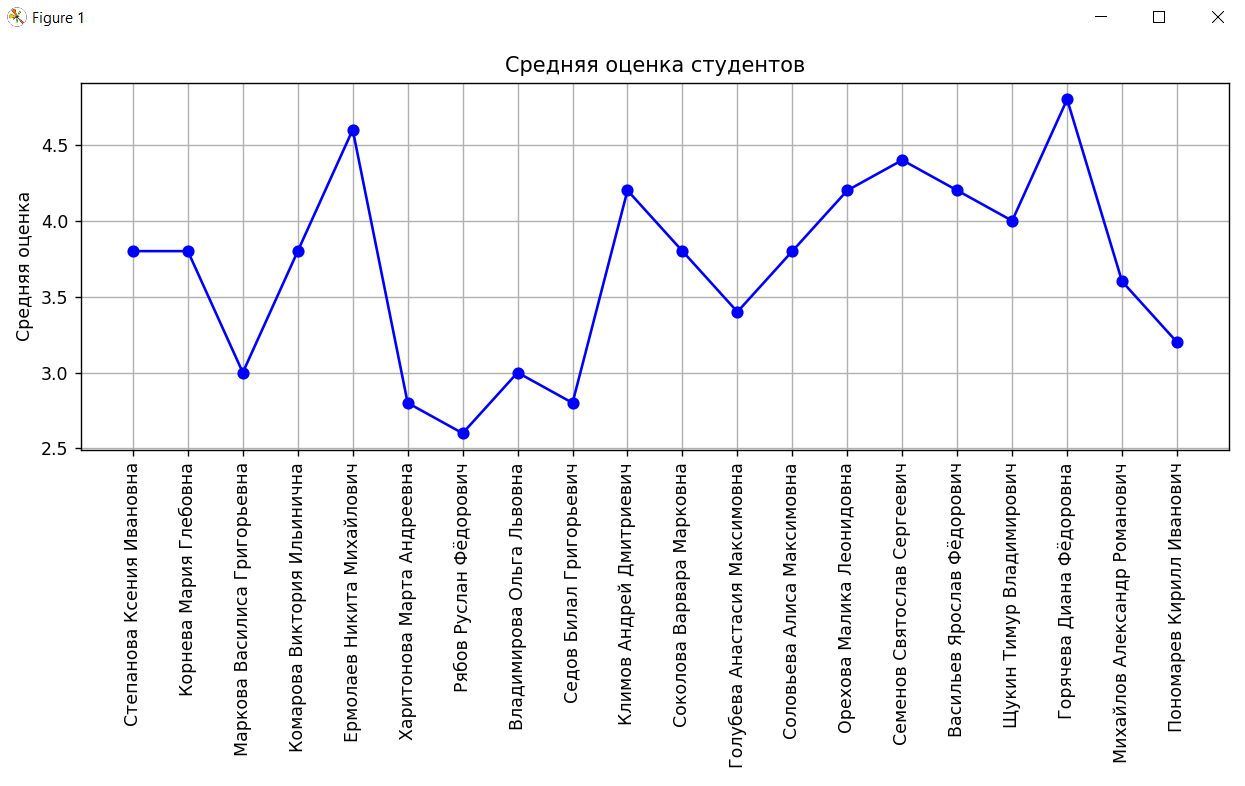 Figure 1
Средняя оценка студентов
Средняя оценка
4.5
4.0
3.5
3.0
2.5
Степанова Ксения Ивановна
Корнева Мария Глебовна
Маркова Василиса Григорьевна
Комарова Виктория Ильинична
Ермолаев Никита Михайлович
Харитонова Марта Андреевна
Рябов Руслан Фёдорович
Владимирова Ольга Львовна
Седов Билал Григорьевич
Климов Андрей Дмитриевич
Соколова Варвара Марковна
Голубева Анастасия Максимовна
Соловьева Алиса Максимовна
Орехова Малика Леонидовна
Семенов Святослав Сергеевич
Васильев Ярослав Фёдорович
Щукин Тимур Владимирович
Горячева Диана Фёдоровна
Михайлов Александр Романович
Пономарев Кирилл Иванович